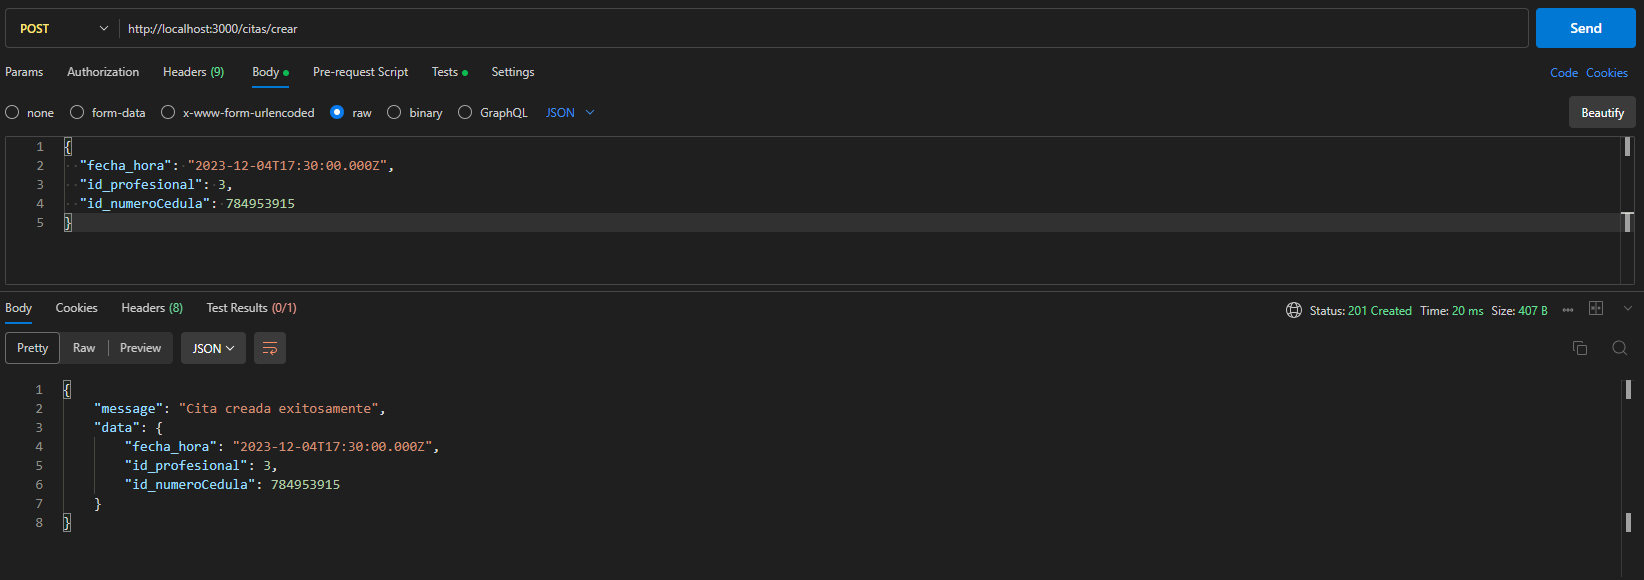 POST http://localhost:3000/citas/crear Send
Params Authorization Headers (9) Body Pre-request Script Tests Settings Code Cookies
none form-data x-www-form-urlencoded raw binary GraphQL JSON Beautify
1 {
2 "fecha_hora": "2023-12-04T17:30:00.000Z",
3 "id_profesional": 3,
4 "id_numeroCedula": 784953915
5 }
Body Cookies Headers (8) Test Results (0/1) Status: 201 Created Time: 20 ms Size: 407 B
Pretty Raw Preview JSON
1 {
2 "message": "Cita creada exitosamente",
3 "data": {
4 "fecha_hora": "2023-12-04T17:30:00.000Z",
5 "id_profesional": 3,
6 "id_numeroCedula": 784953915
7 }
8 }